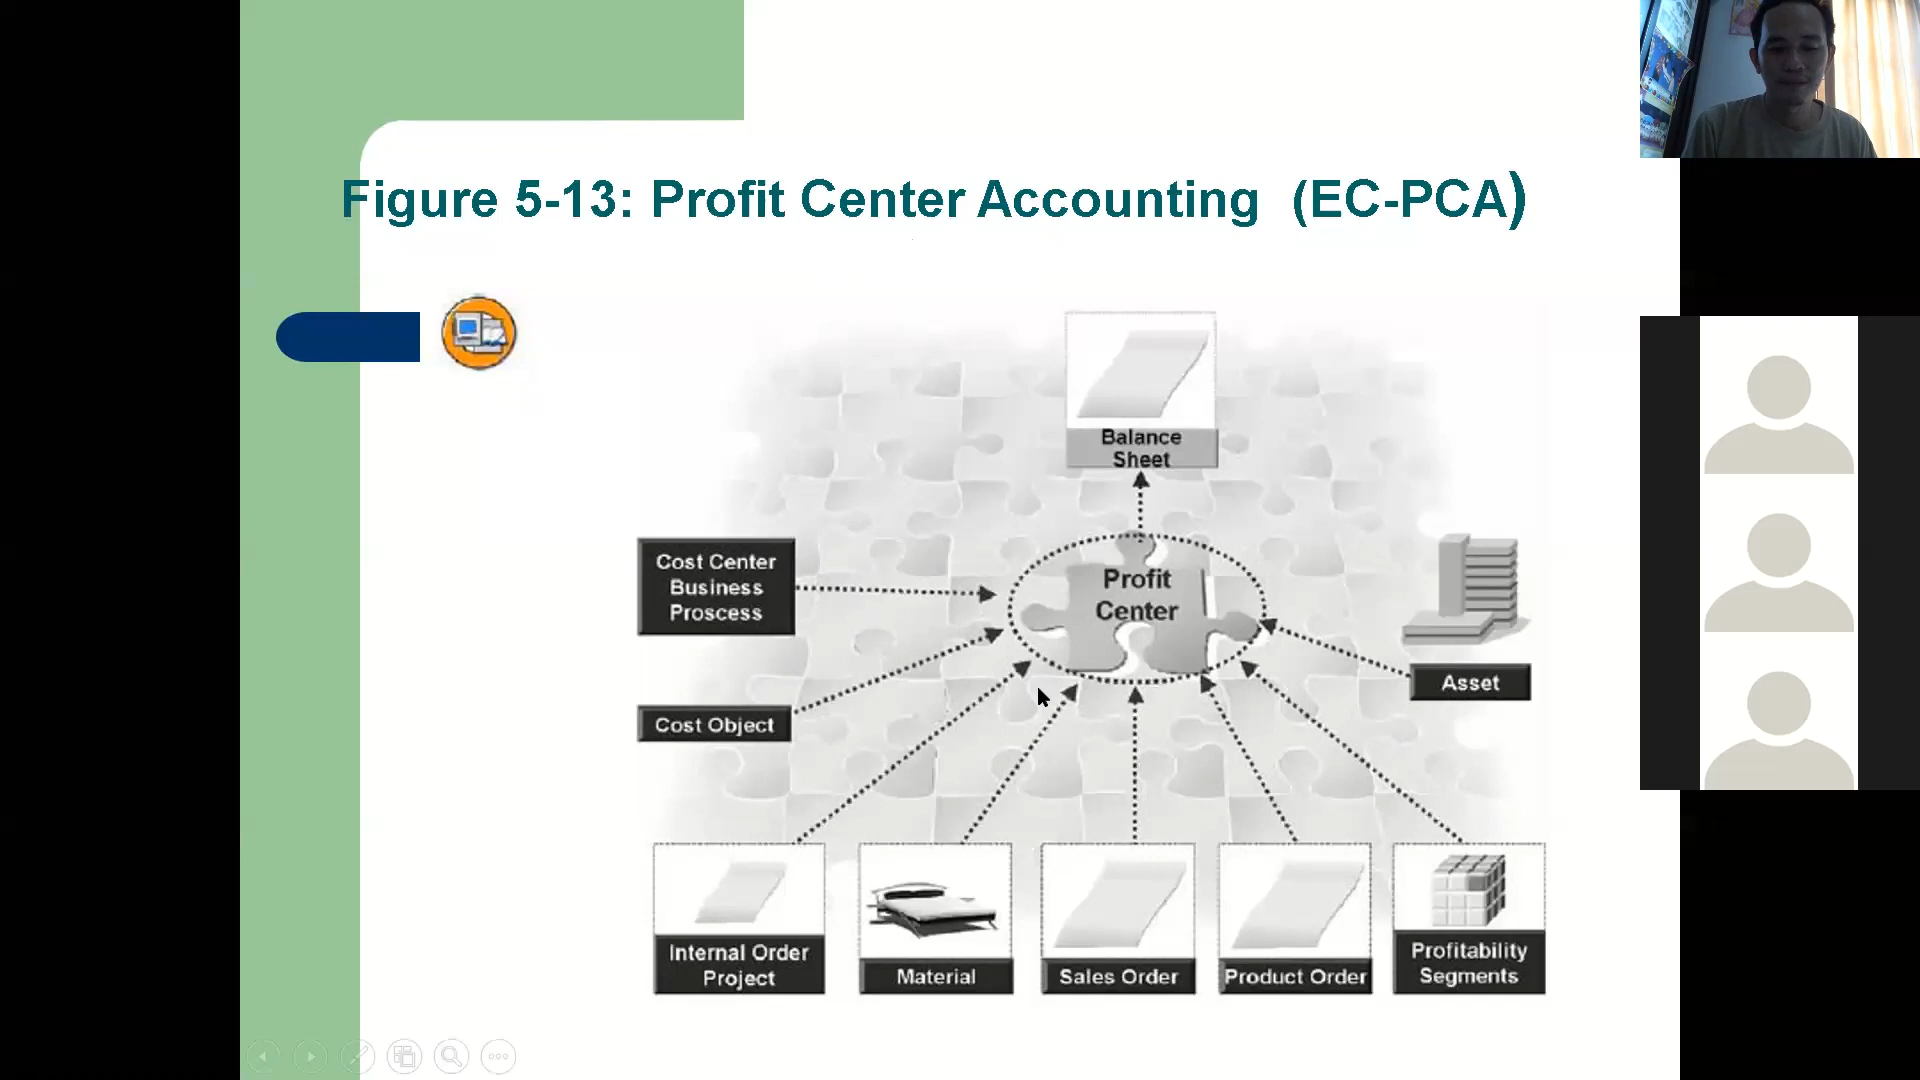 Figure 5-13: Profit Center Accounting (EC-PCA)
Balance
Sheet
Cost Center
Business
Proscess
Profit
Center
Asset
Cost Object
Internal Order
Project
Material
Sales Order
Product Order
Profitability
Segments